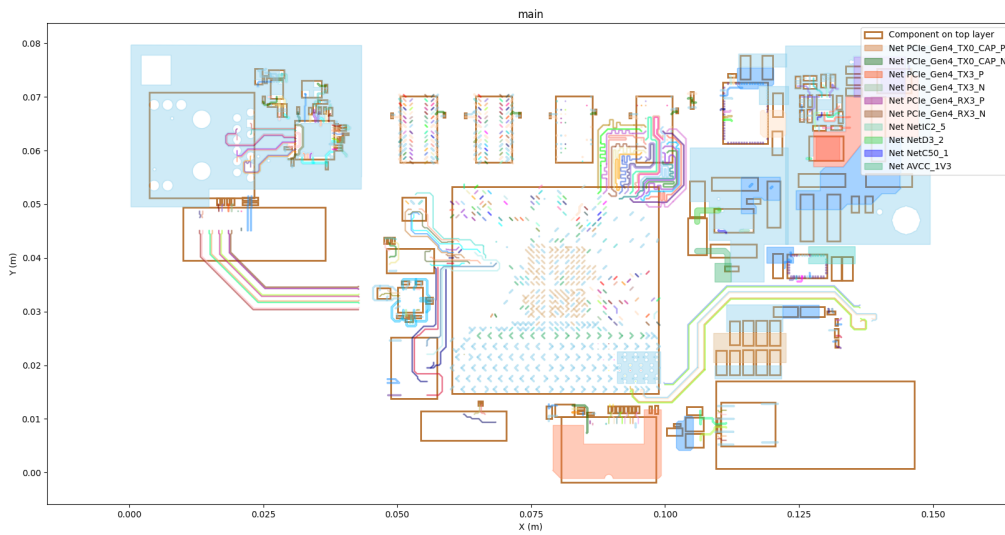 main
0.08
0.07
0.06
0.05
0.04
0.03
0.02
0.01
0.00
Y (m)
0.000
0.025
0.050
0.075
0.100
0.125
0.150
X (m)
Component on top layer
Net PCIe_Gen4_TX0_CAP_P
Net PCIe_Gen4_TX0_CAP_N
Net PCIe_Gen4_TX3_P
Net PCIe_Gen4_TX3_N
Net PCIe_Gen4_RX3_P
Net PCIe_Gen4_RX3_N
Net NetIC2_5
Net NetD3_2
Net NetC50_1
Net AVCC_1V3